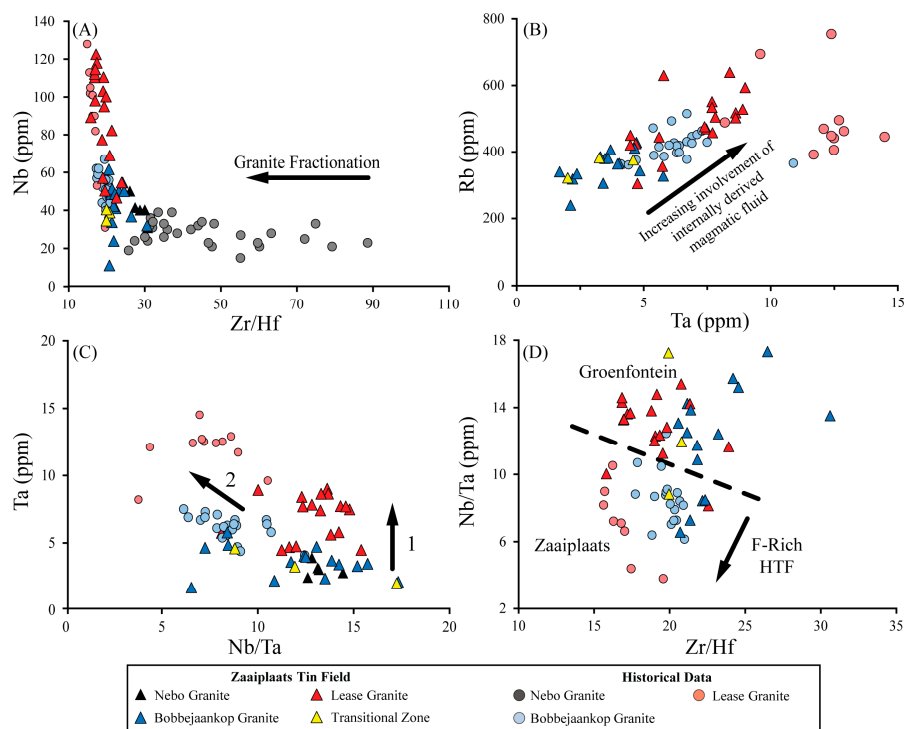 (A)
140
120
100
80
60
40
20
0
Nb (ppm)
Granite Fractionation
10 30 50 70 90 110
Zr/Hf
(B)
800
600
400
200
0
Rb (ppm)
Increasing involvement of
internally derived
magmatic fluid
0 5 10 15
Ta (ppm)
(C)
20
15
10
5
0
Ta (ppm)
2
1
0 5 10 15 20
Nb/Ta
(D)
18
14
10
6
2
Nb/Ta (ppm)
Groenfontein
Zaaiplaats
F-Rich
HTF
10 15 20 25 30 35
Zr/Hf
Zaaiplaats Tin Field
Nebo Granite
Lease Granite
Bobbejaankop Granite
Transitional Zone
Historical Data
Nebo Granite
Lease Granite
Bobbejaankop Granite